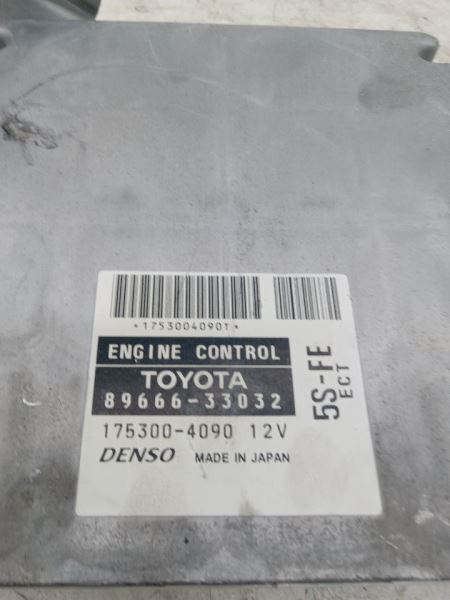 *1753004090T*
ENGINE CONTROL
TOYOTA
89666-33032
175300-4090 12V
DENSO MADE IN JAPAN
5S-FE
ECT